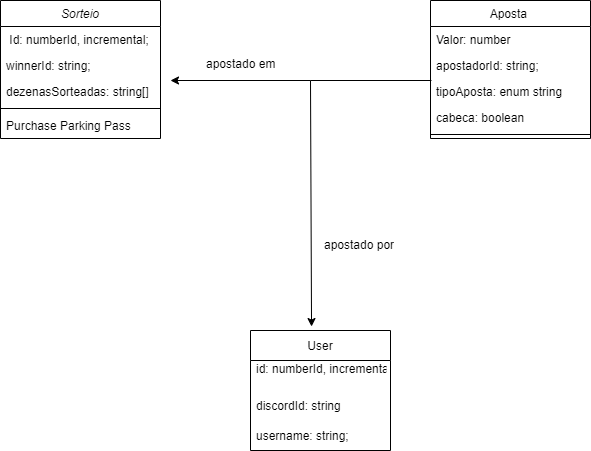 Sorteio
Id: numberId, incremental;
winnerId: string;
dezenasSorteadas: string[]
Purchase Parking Pass
apostado em
Aposta
Valor: number
apostadorId: string;
tipoAposta: enum string
cabeca: boolean
apostado por
User
id: numberId, incrementa
discordId: string
username: string;